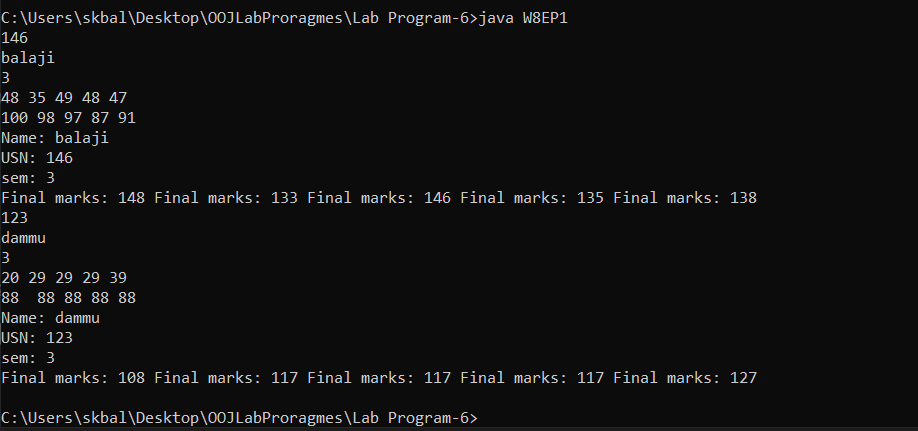 C:\Users\skbal\Desktop\OOJLabProragmes\Lab Program-6>java W8EP1
146
balaji
3
48 35 49 48 47
100 98 97 87 91
Name: balaji
USN: 146
sem: 3
Final marks: 148 Final marks: 133 Final marks: 146 Final marks: 135 Final marks: 138
123
dammu
3
20 29 29 29 39
88  88 88 88 88
Name: dammu
USN: 123
sem: 3
Final marks: 108 Final marks: 117 Final marks: 117 Final marks: 117 Final marks: 127
C:\Users\skbal\Desktop\OOJLabProragmes\Lab Program-6>